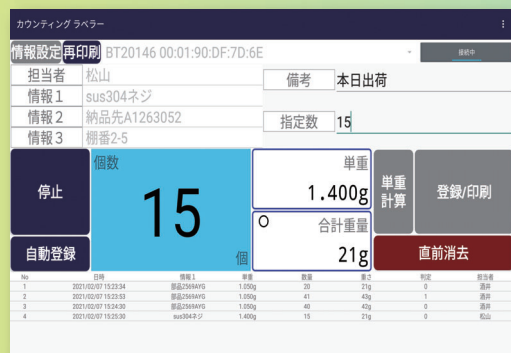 カウンティング ラベラー
情報設定 再印刷 BT20146 00:01:90:DF:7D:6E 接続中
担当者 松山 備考 本日出荷
情報1 sus304ネジ
情報2 納品先A1263052 指定数 15
情報3 棚番2-5
停止 個数 15 個 単重 1.400g 単重計算 登録/印刷
自動登録 合計重量 21g 直前消去
No 日時 情報1 単重 数量 重さ 判定 担当者
1 2021/02/07 15:23:34 部品2569AYG 1.050g 20 21g 0 酒井
2 2021/02/07 15:23:53 部品2569AYG 1.050g 41 43g 1 酒井
3 2021/02/07 15:24:30 部品2569AYG 1.050g 40 42g 0 酒井
4 2021/02/07 15:25:30 sus304ネジ 1.400g 15 21g 0 松山